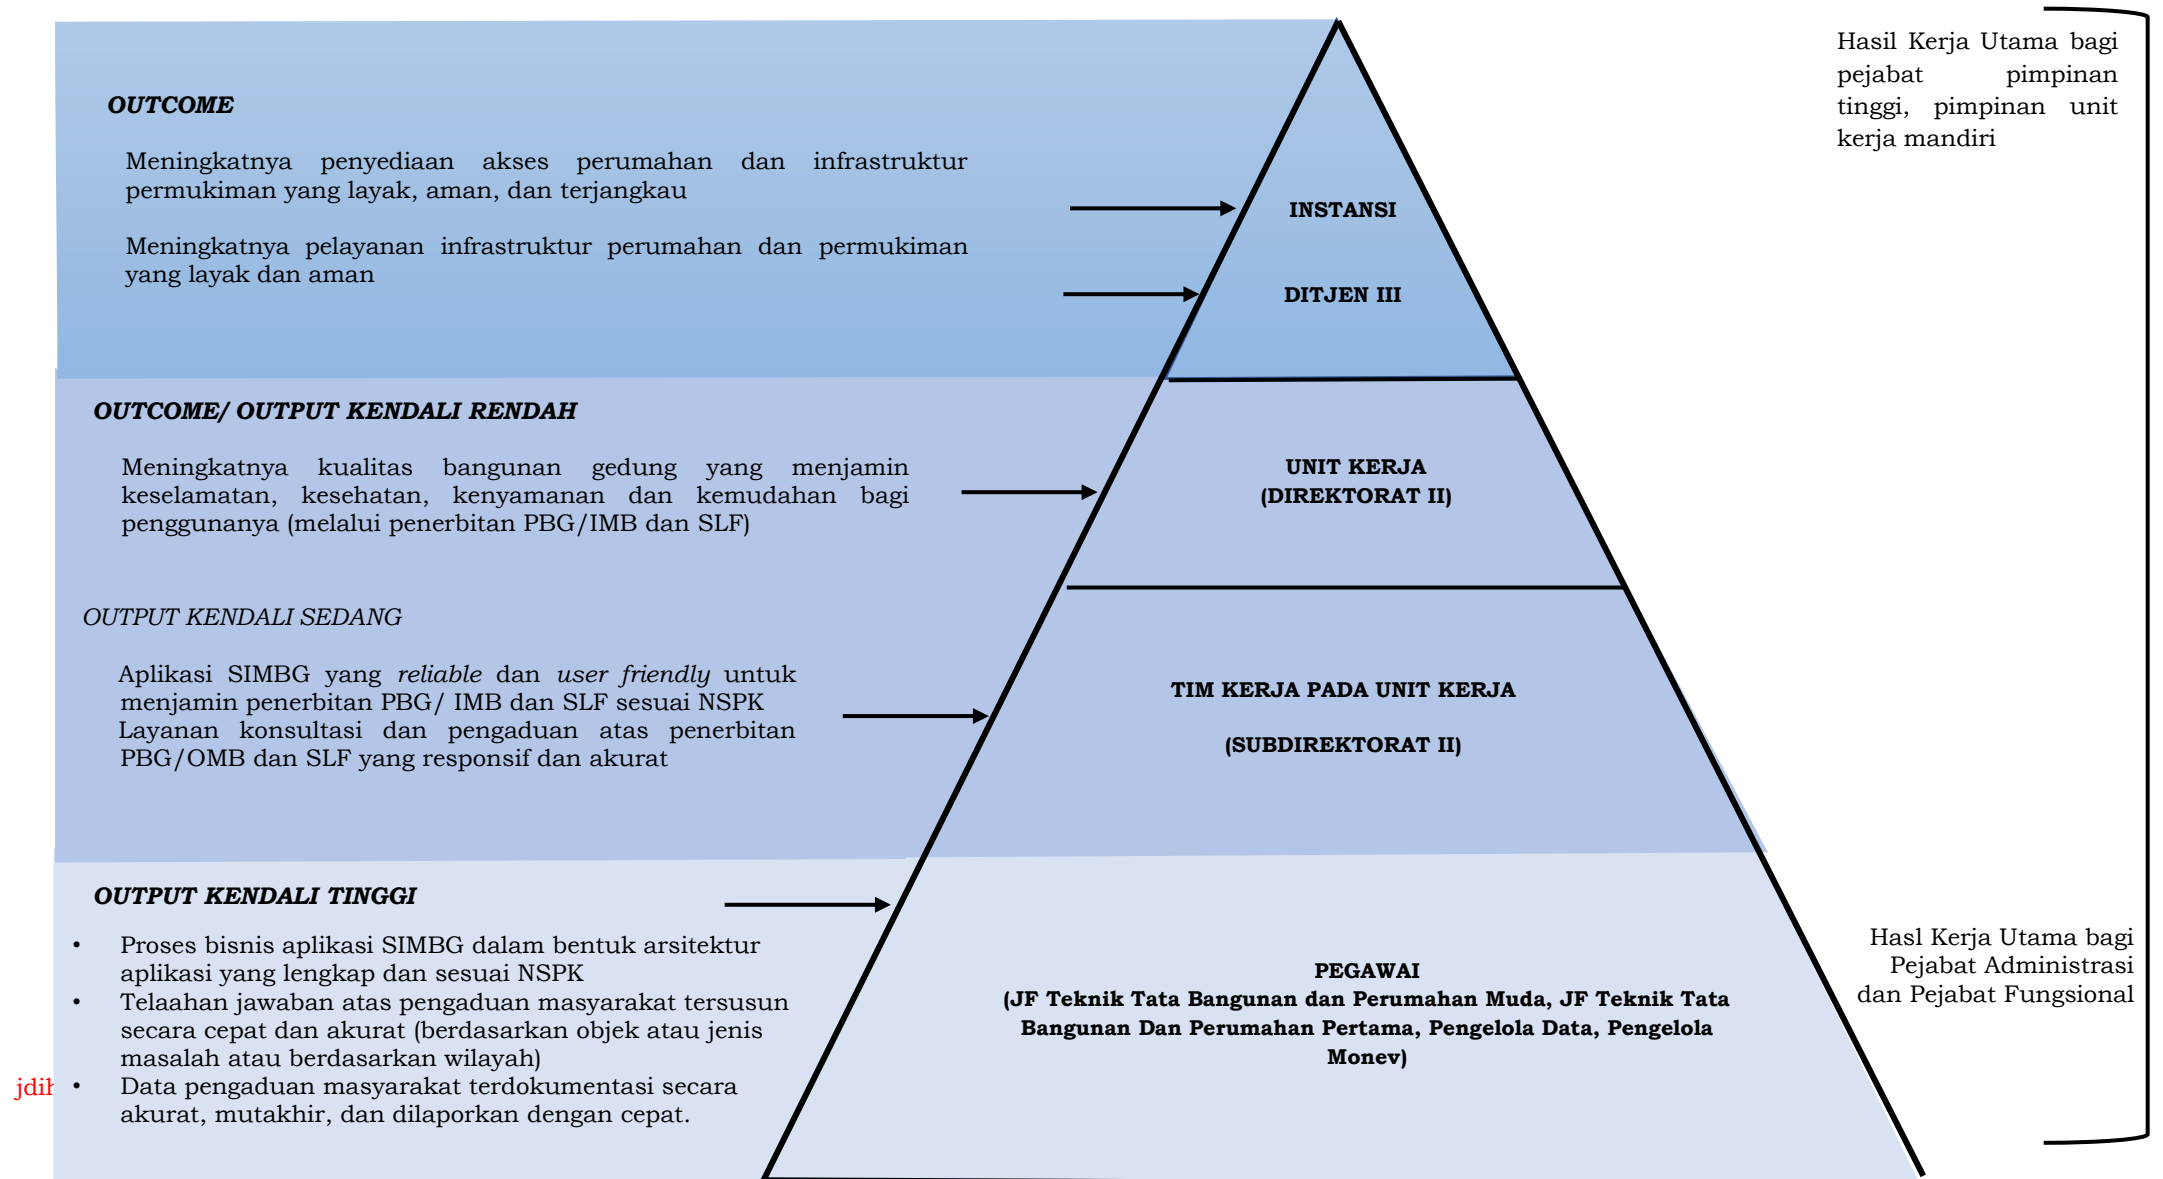 OUTCOME
Meningkatnya penyediaan akses perumahan dan infrastruktur
permukiman yang layak, aman, dan terjangkau
Meningkatnya pelayanan infrastruktur perumahan dan permukiman
yang layak dan aman
INSTANSI
DITJEN III
Hasil Kerja Utama bagi
pejabat pimpinan
tinggi, pimpinan unit
kerja mandiri
OUTCOME/ OUTPUT KENDALI RENDAH
Meningkatnya kualitas bangunan gedung yang menjamin
keselamatan, kesehatan, kenyamanan dan kemudahan bagi
penggunanya (melalui penerbitan PBG/IMB dan SLF)
UNIT KERJA
(DIREKTORAT II)
OUTPUT KENDALI SEDANG
Aplikasi SIMBG yang reliable dan user friendly untuk
menjamin penerbitan PBG/ IMB dan SLF sesuai NSPK
Layanan konsultasi dan pengaduan atas penerbitan
PBG/OMB dan SLF yang responsif dan akurat
TIM KERJA PADA UNIT KERJA
(SUBDIREKTORAT II)
OUTPUT KENDALI TINGGI
• Proses bisnis aplikasi SIMBG dalam bentuk arsitektur
aplikasi yang lengkap dan sesuai NSPK
• Telaahan jawaban atas pengaduan masyarakat tersusun
secara cepat dan akurat (berdasarkan objek atau jenis
masalah atau berdasarkan wilayah)
• Data pengaduan masyarakat terdokumentasi secara
akurat, mutakhir, dan dilaporkan dengan cepat.
PEGAWAI
(JF Teknik Tata Bangunan dan Perumahan Muda, JF Teknik Tata
Bangunan Dan Perumahan Pertama, Pengelola Data, Pengelola
Monev)
Hasl Kerja Utama bagi
Pejabat Administrasi
dan Pejabat Fungsional